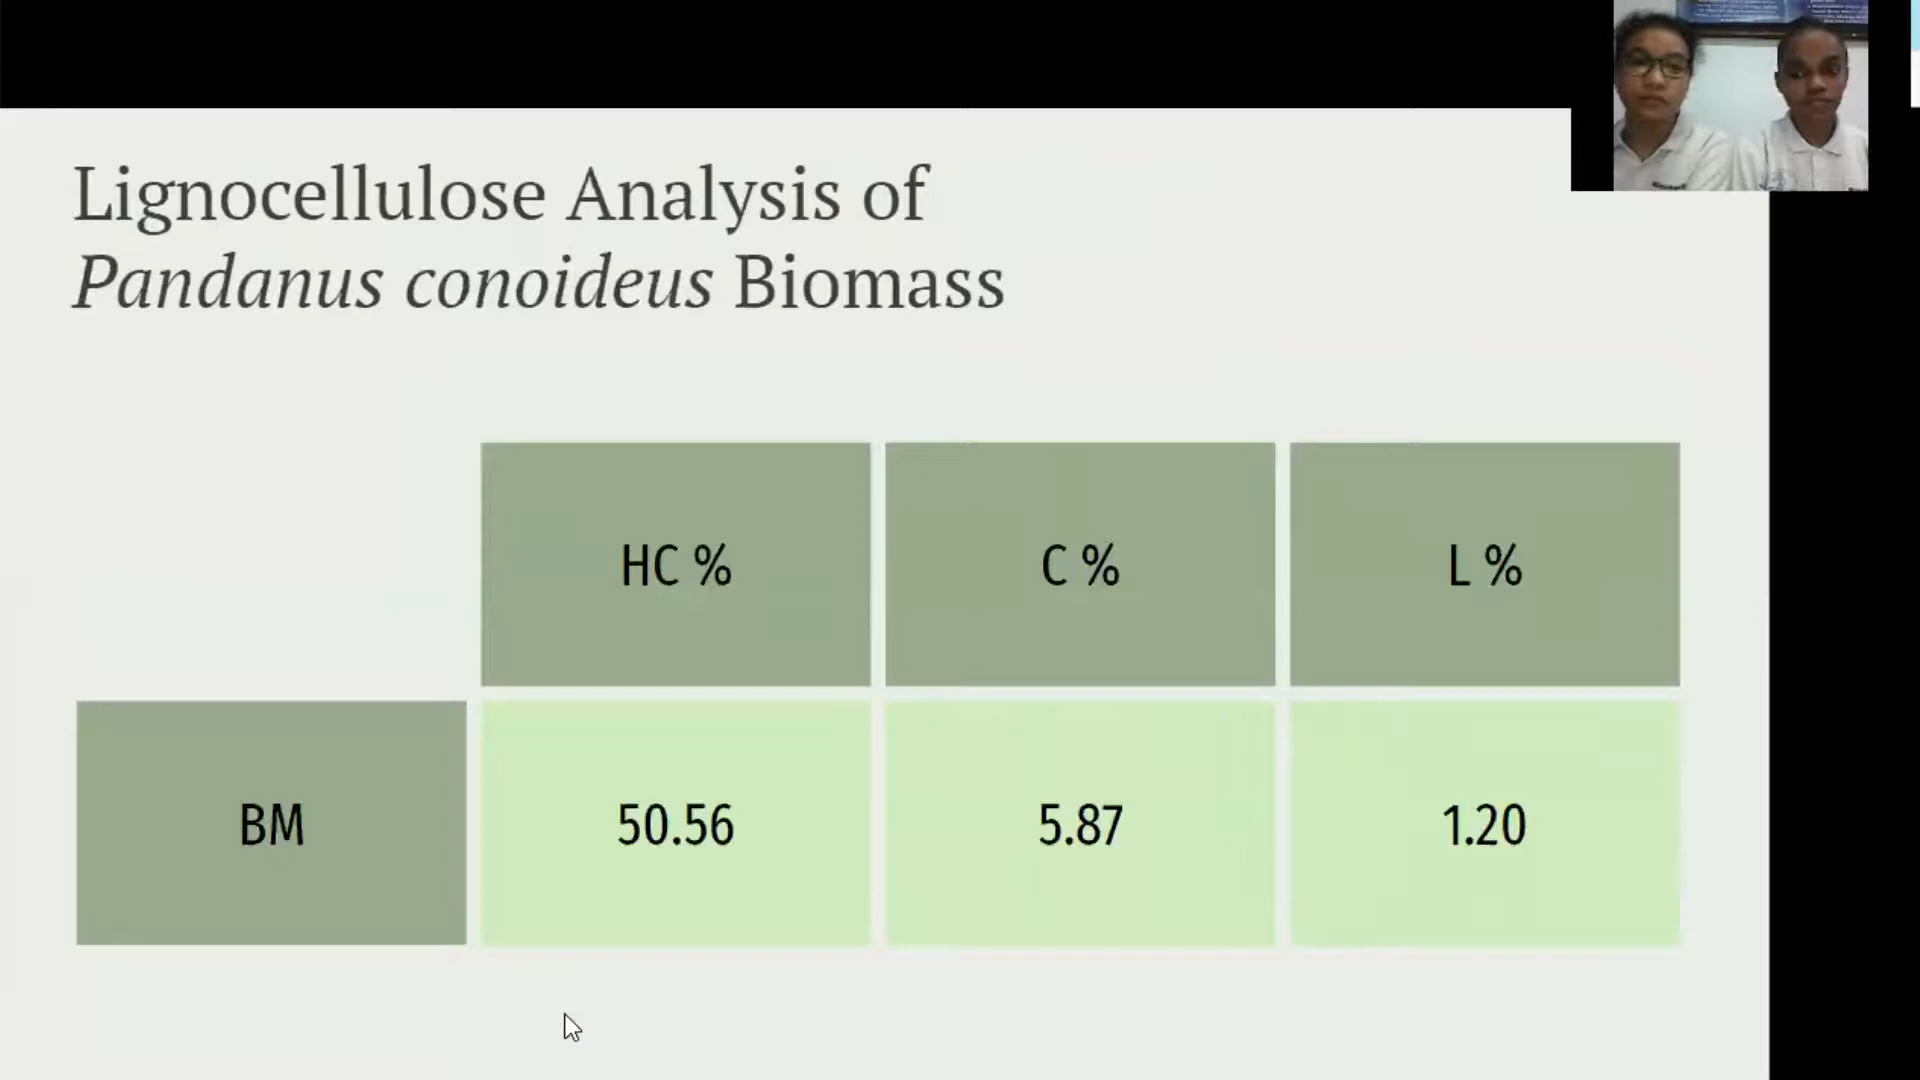 Lignocellulose Analysis of
Pandanus conoideus Biomass
HC % C % L %
BM 50.56 5.87 1.20